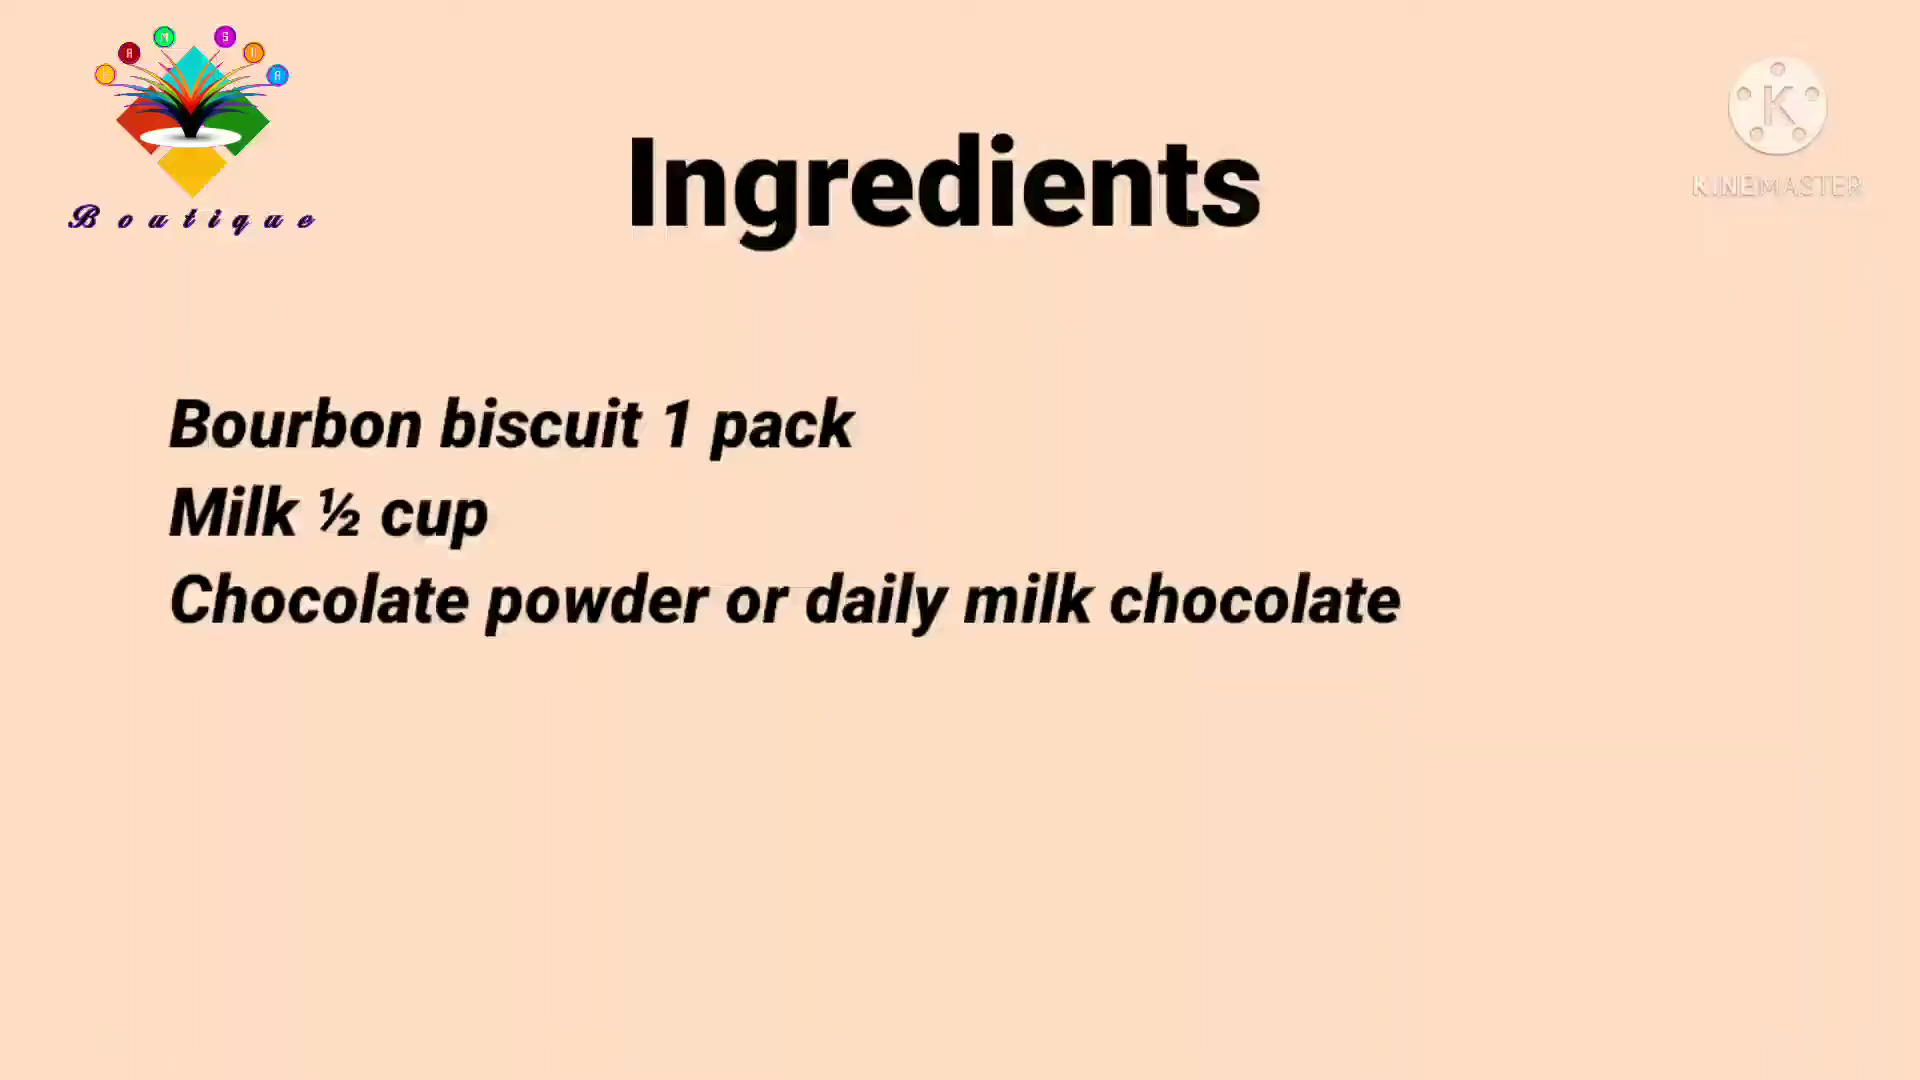 Ingredients
KINEMASTER
Boutique
Bourbon biscuit 1 pack
Milk ½ cup
Chocolate powder or daily milk chocolate